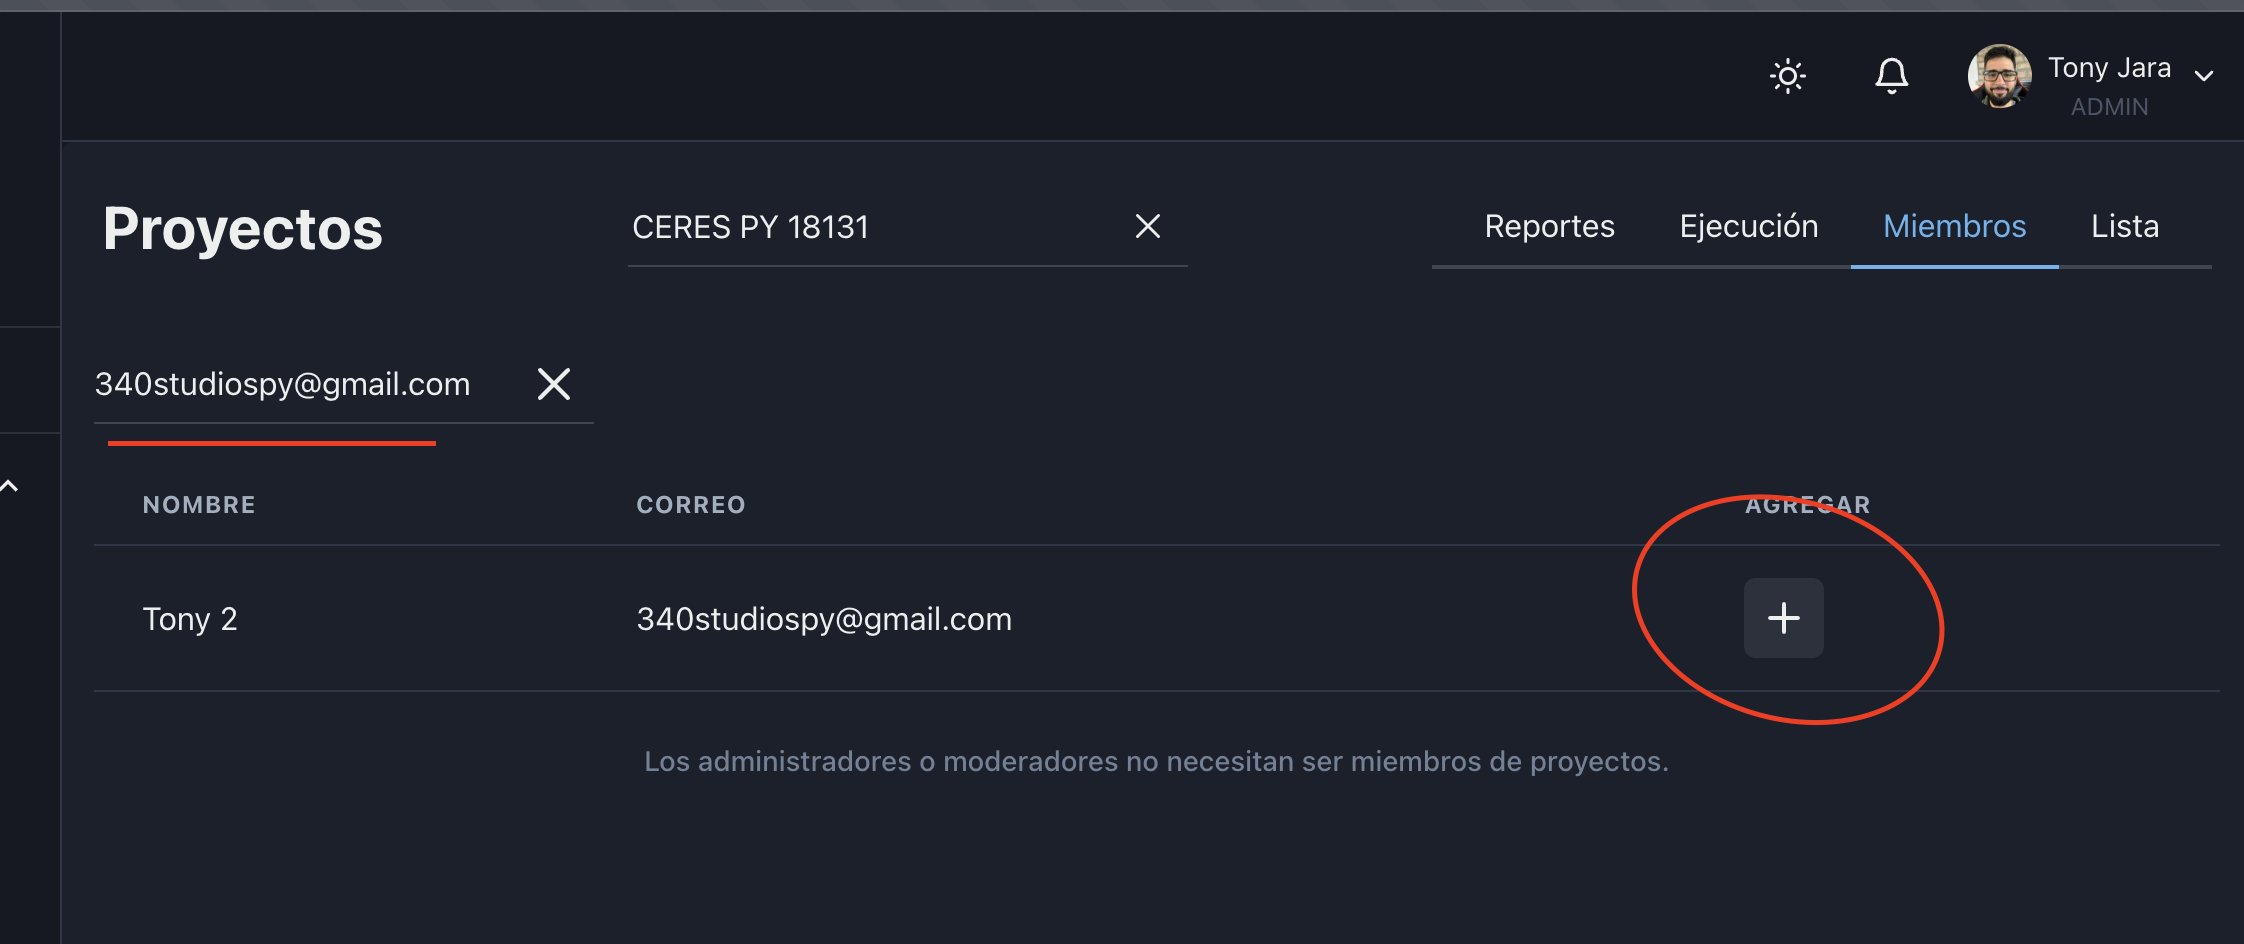 Tony Jara
ADMIN
Proyectos
CERES PY 18131
Reportes
Ejecución
Miembros
Lista
340studiospy@gmail.com
NOMBRE
CORREO
AGREGAR
Tony 2
340studiospy@gmail.com
Los administradores o moderadores no necesitan ser miembros de proyectos.